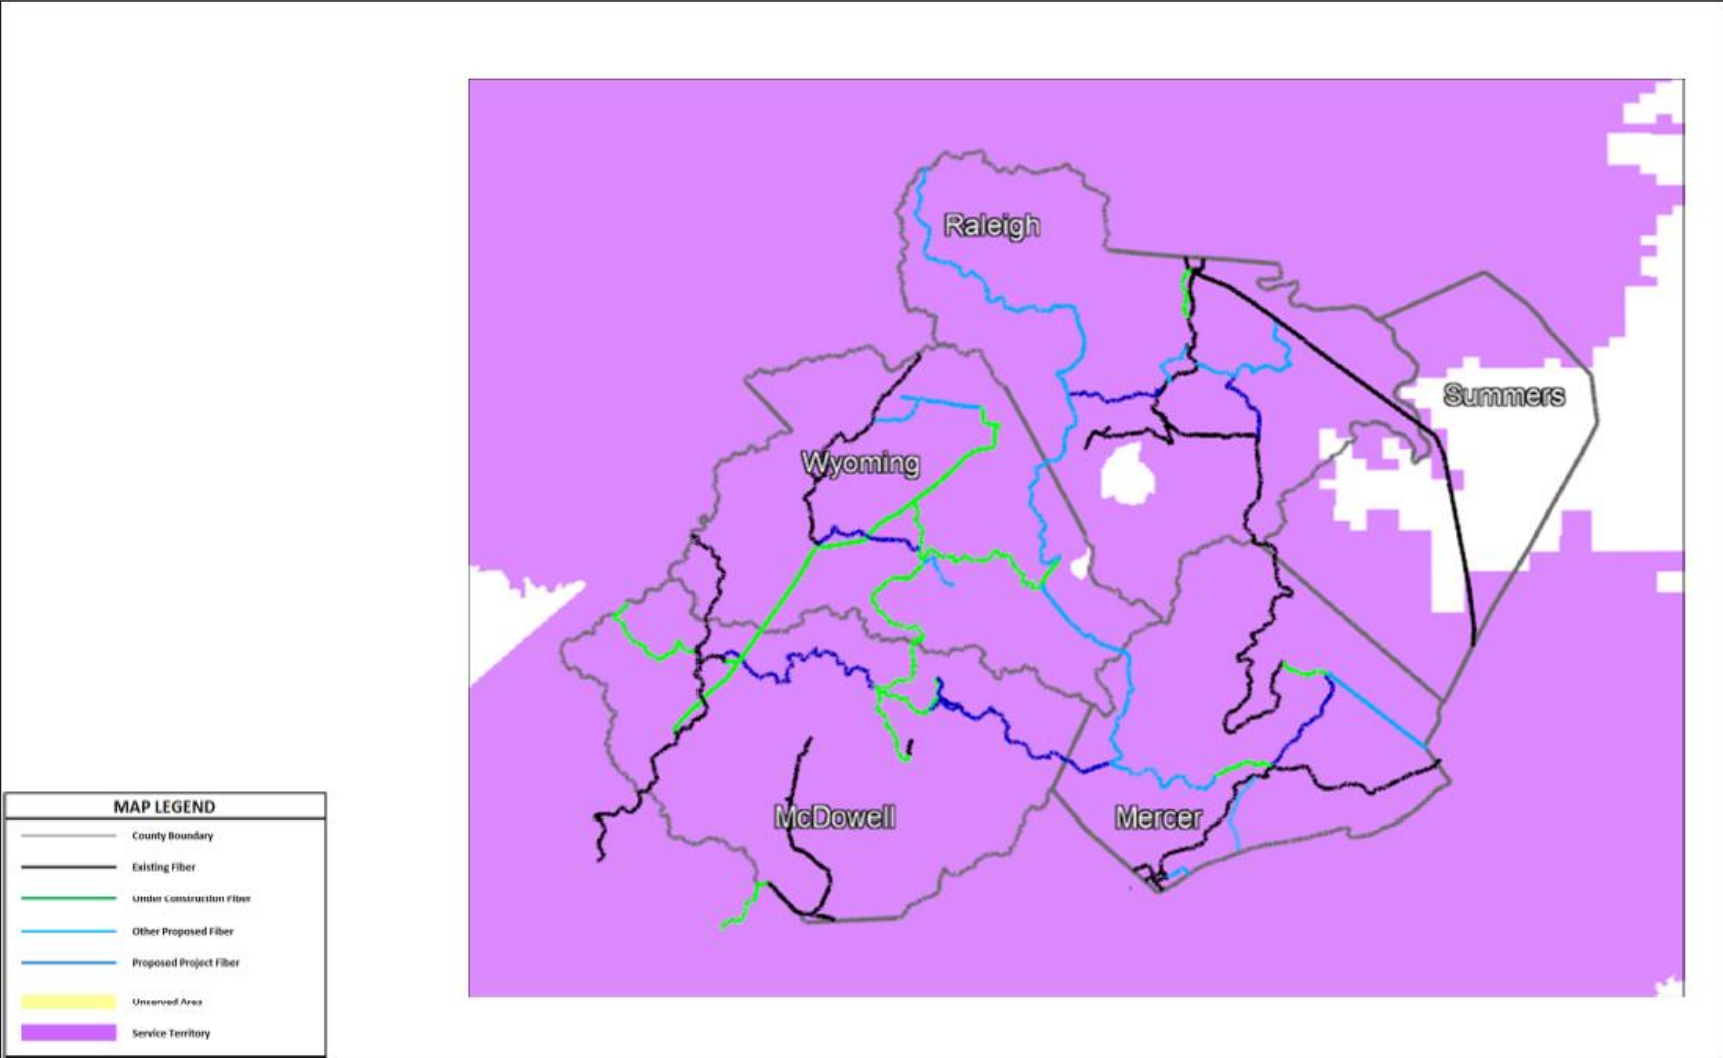 Raleigh
Summers
Wyoming
McDowell
Mercer
MAP LEGEND
County Boundary
Existing Fiber
Under Construction Fiber
Other Proposed Fiber
Proposed Project Fiber
Unserved Area
Service Territory